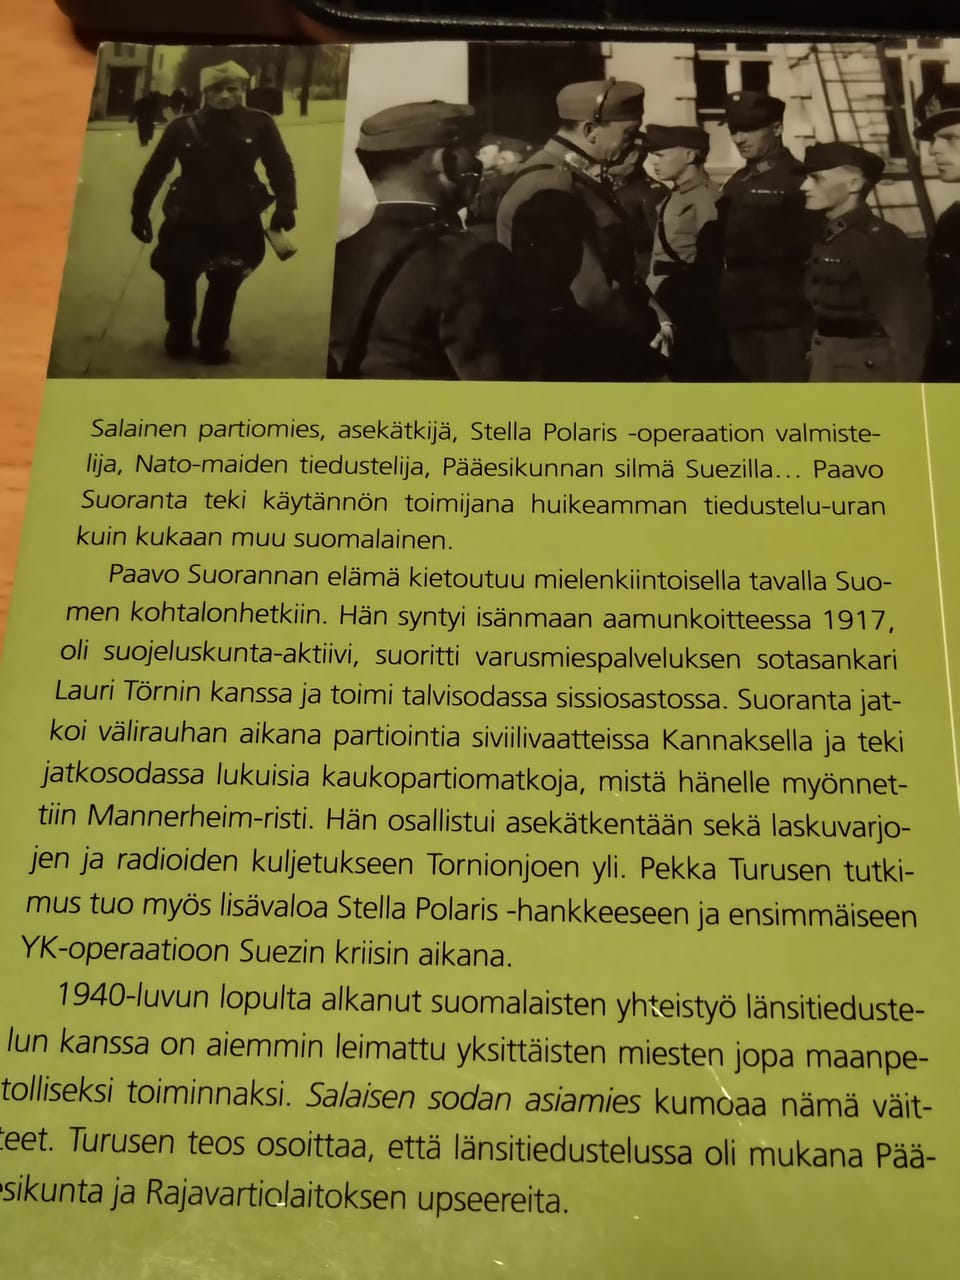 Salainen partiomies, asekätkijä, Stella Polaris -operaation valmiste-
lija, Nato-maiden tiedustelija, Pääesikunnan silmä Suezilla... Paavo
Suoranta teki käytännön toimijana huikeamman tiedustelu-uran
kuin kukaan muu suomalainen.
Paavo Suorannan elämä kietoutuu mielenkiintoisella tavalla Suo-
men kohtalonhetkiin. Hän syntyi isänmaan aamunkoitteessa 1917,
oli suojeluskunta-aktiivi, suoritti varusmiespalveluksen sotasankari
Lauri Törnin kanssa ja toimi talvisodassa sissiosastossa. Suoranta jat-
koi välirauhan aikana partiointia siviilivaatteissa Kannaksella ja teki
jatkosodassa lukuisia kaukopartiomatkoja, mistä hänelle myönnet-
tiin Mannerheim-risti. Hän osallistui asekätkentään sekä laskuvarjo-
jen ja radioiden kuljetukseen Tornionjoen yli. Pekka Turusen tutki-
mus tuo myös lisävaloa Stella Polaris -hankkeeseen ja ensimmäiseen
YK-operaatioon Suezin kriisin aikana.
1940-luvun lopulta alkanut suomalaisten yhteistyö länsitieduste-
lun kanssa on aiemmin leimattu yksittäisten miesten jopa maanpe-
tolliseksi toiminnaksi. Salaisen sodan asiamies kumoaa nämä väit-
teet. Turusen teos osoittaa, että länsitiedustelussa oli mukana Pää-
esikunta ja Rajavartiolaitoksen upseereita.